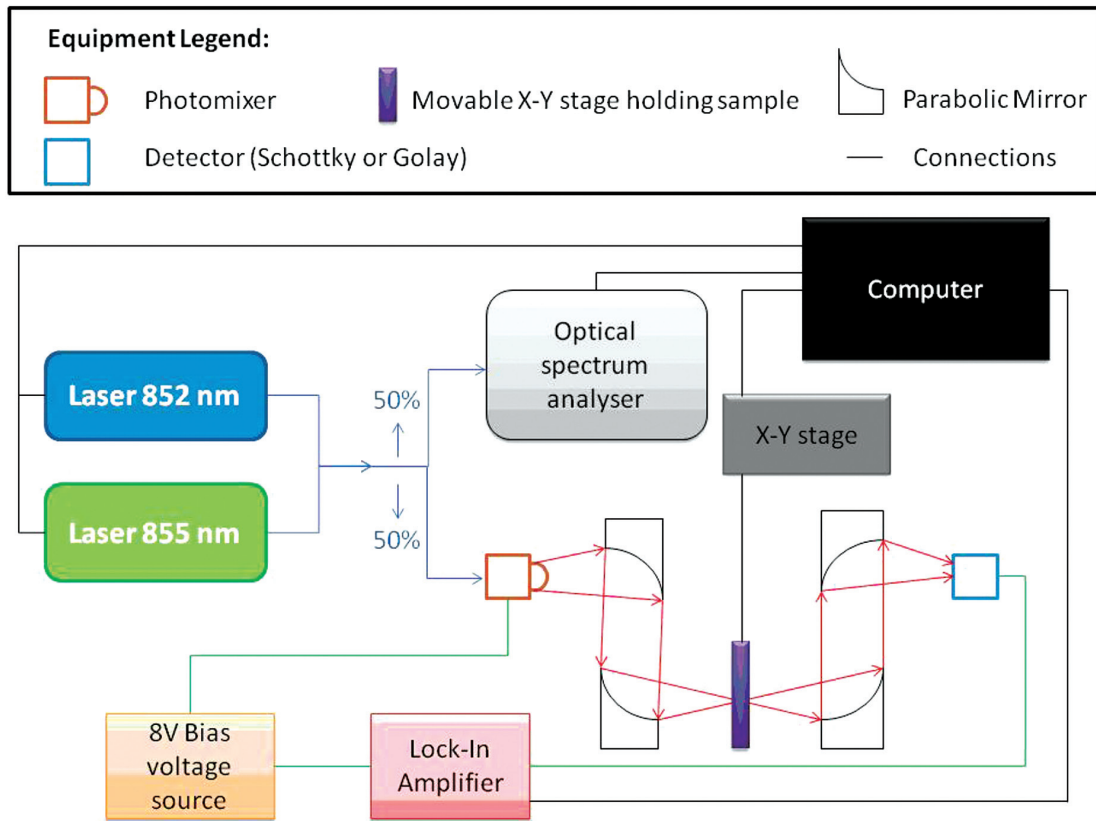 Equipment Legend:
Photomixer
Movable X-Y stage holding sample
Parabolic Mirror
Detector (Schottky or Golay)
Connections
Computer
Optical
spectrum
analyser
Laser 852 nm
50%
X-Y stage
Laser 855 nm
50%
8V Bias
voltage
source
Lock-In
Amplifier